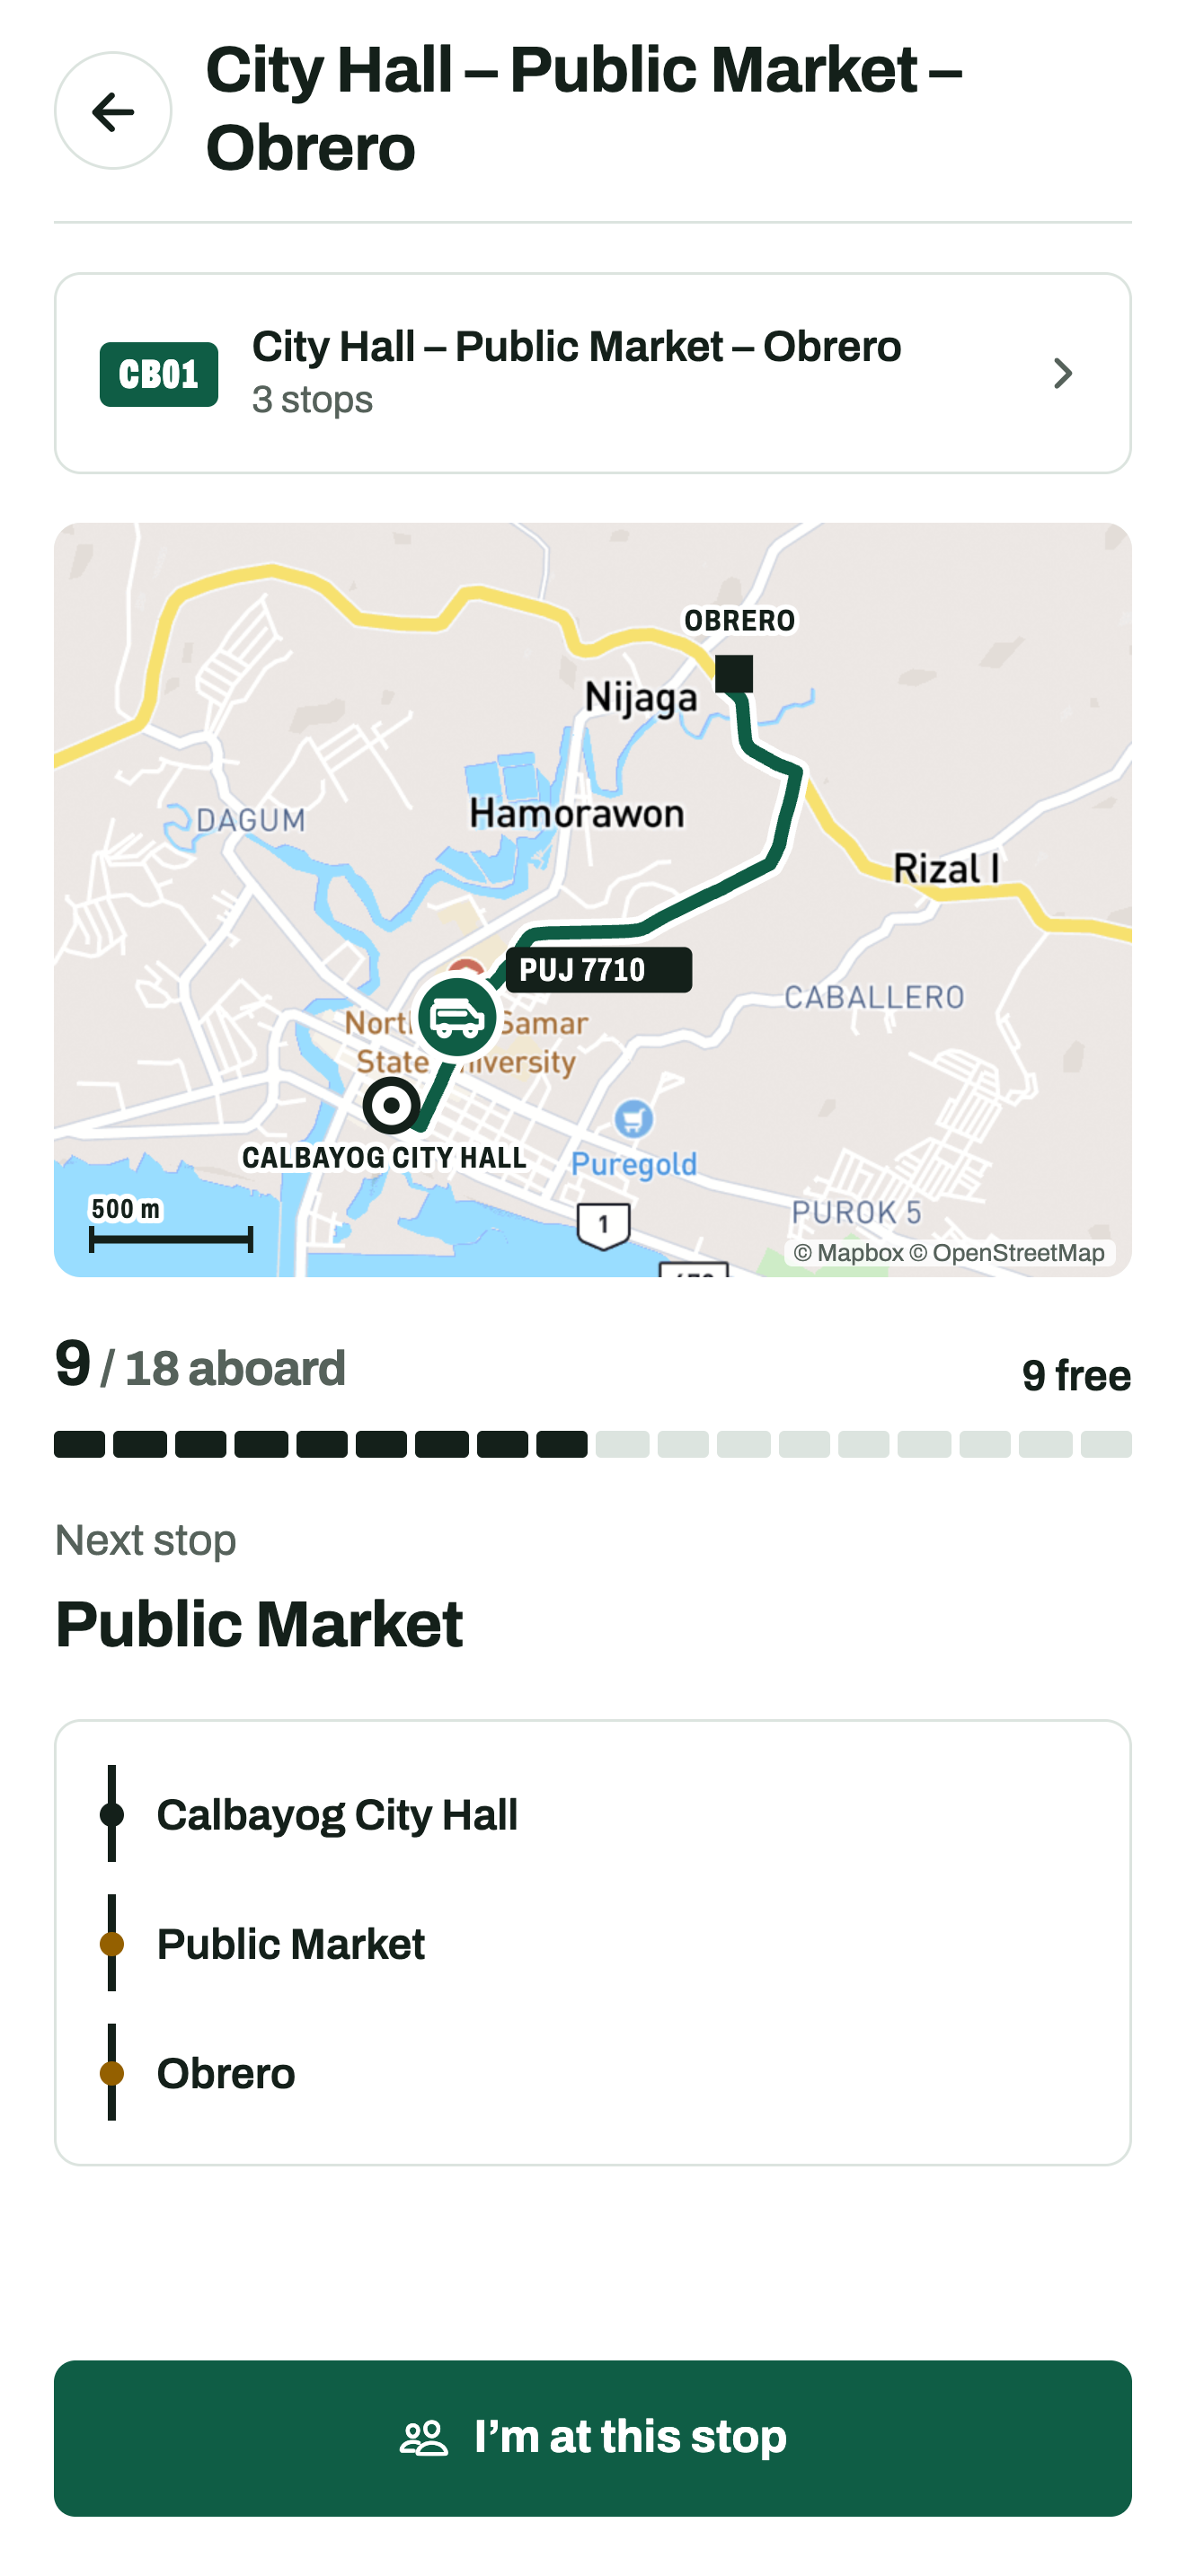 City Hall – Public Market –
Obrero
CB01
City Hall – Public Market – Obrero
3 stops
OBRERO
Nijaga
DAGUM
Hamorawon
Rizal I
PUJ 7710
CABALLERO
Samar
State
CALBAYOG CITY HALL
Puregold
500 m
1
PUROK 5
© Mapbox © OpenStreetMap
9 / 18 aboard
9 free
Next stop
Public Market
Calbayog City Hall
Public Market
Obrero
I’m at this stop